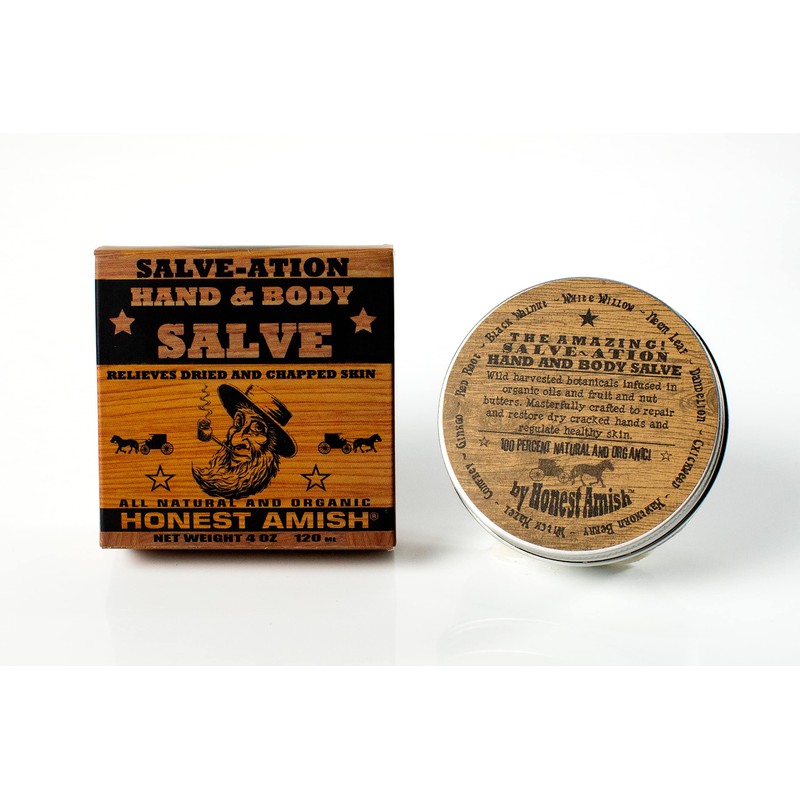 SALVE-ATION
HAND & BODY
SALVE
RELIEVES DRIED AND CHAPPED SKIN
ALL NATURAL AND ORGANIC
HONEST AMISH®
NET WEIGHT 4 OZ 120 ML
Comfrey ~ Ginkgo ~ Red Root ~ Black Walnut ~ White Willow ~ Neem Leaf ~ Dandelion ~ Chickweed ~ Hawthorn Berry ~ Witch Hazel ~
THE AMAZING!
SALVE~ATION
HAND AND BODY SALVE
Wild harvested botanicals infused in
organic oils and fruit and nut
butters. Masterfully crafted to repair
and restore dry cracked hands and
regulate healthy skin.
100 PERCENT NATURAL AND ORGANIC!
by Honest Amish™